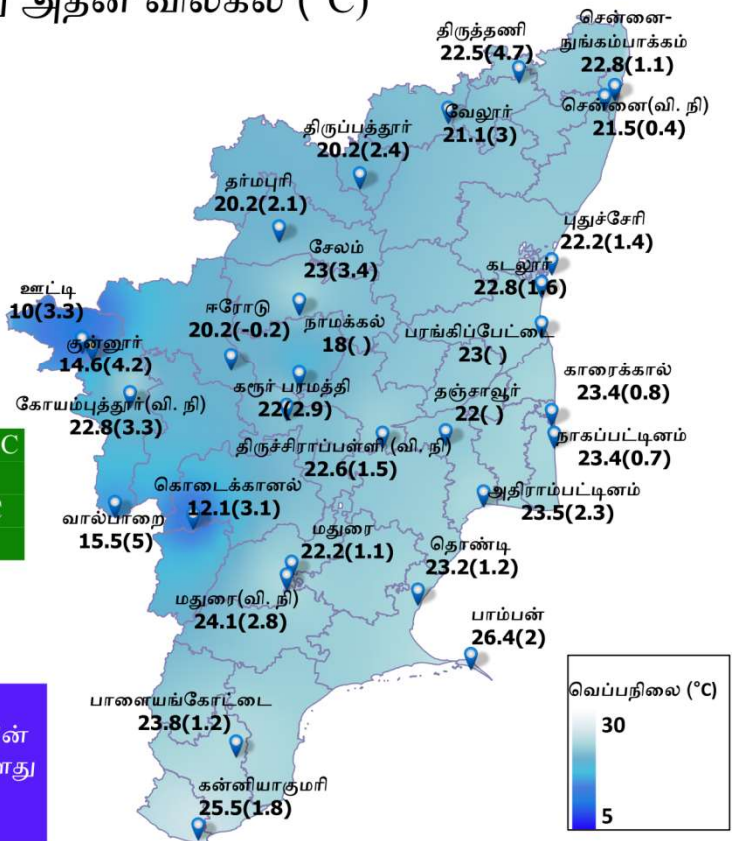 அதன் விலகல் (°C)
சென்னை-
நுங்கம்பாக்கம்
22.8(1.1)
திருத்தணி
22.5(4.7)
சென்னை(வி. நி)
21.5(0.4)
வேலூர்
21.1(3)
திருப்பத்தூர்
20.2(2.4)
தர்மபுரி
20.2(2.1)
புதுச்சேரி
22.2(1.4)
சேலம்
23(3.4)
கடலூர்
22.8(1.6)
ஊட்டி
10(3.3)
ஈரோடு
20.2(-0.2)
நாமக்கல்
18( )
பரங்கிப்பேட்டை
23( )
குன்னூர்
14.6(4.2)
காரைக்கால்
23.4(0.8)
கரூர் பரமத்தி
22(2.9)
தஞ்சாவூர்
22( )
கோயம்புத்தூர்(வி. நி)
22.8(3.3)
நாகப்பட்டினம்
23.4(0.7)
திருச்சிராப்பள்ளி (வி. நி)
22.6(1.5)
C
கொடைக்கானல்
12.1(3.1)
அதிராம்பட்டினம்
23.5(2.3)
வால்பாறை
15.5(5)
மதுரை
22.2(1.1)
தொண்டி
23.2(1.2)
மதுரை(வி. நி)
24.1(2.8)
பாம்பன்
26.4(2)
வெப்பநிலை (°C)
30
5
பாளையங்கோட்டை
23.8(1.2)
கன்னியாகுமரி
25.5(1.8)